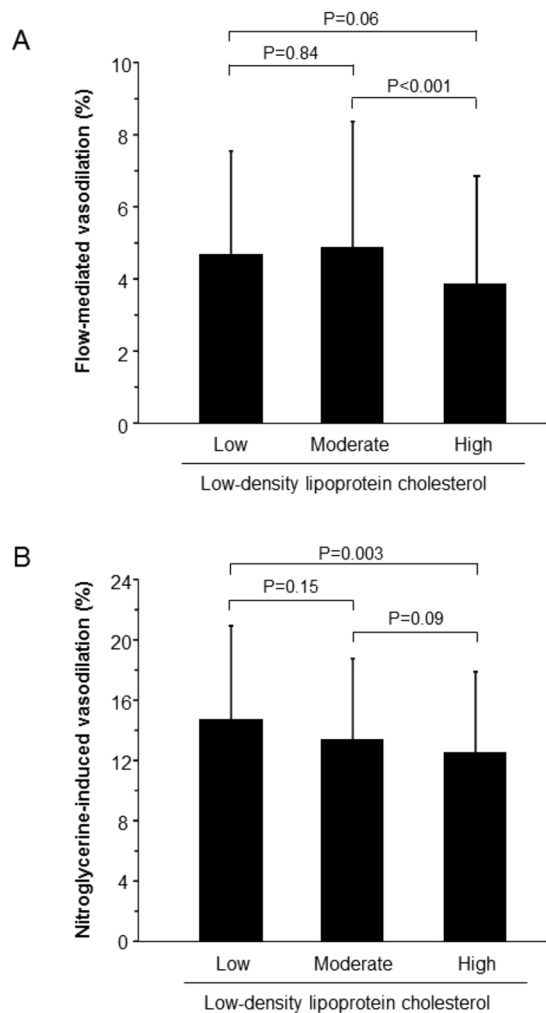 P=0.06
A
P=0.84
P<0.001
Flow-mediated vasodilation (%)
10
8
6
4
2
0
Low Moderate High
Low-density lipoprotein cholesterol
B
P=0.003
P=0.15
P=0.09
Nitroglycerine-induced vasodilation (%)
24
20
16
12
8
4
0
Low Moderate High
Low-density lipoprotein cholesterol